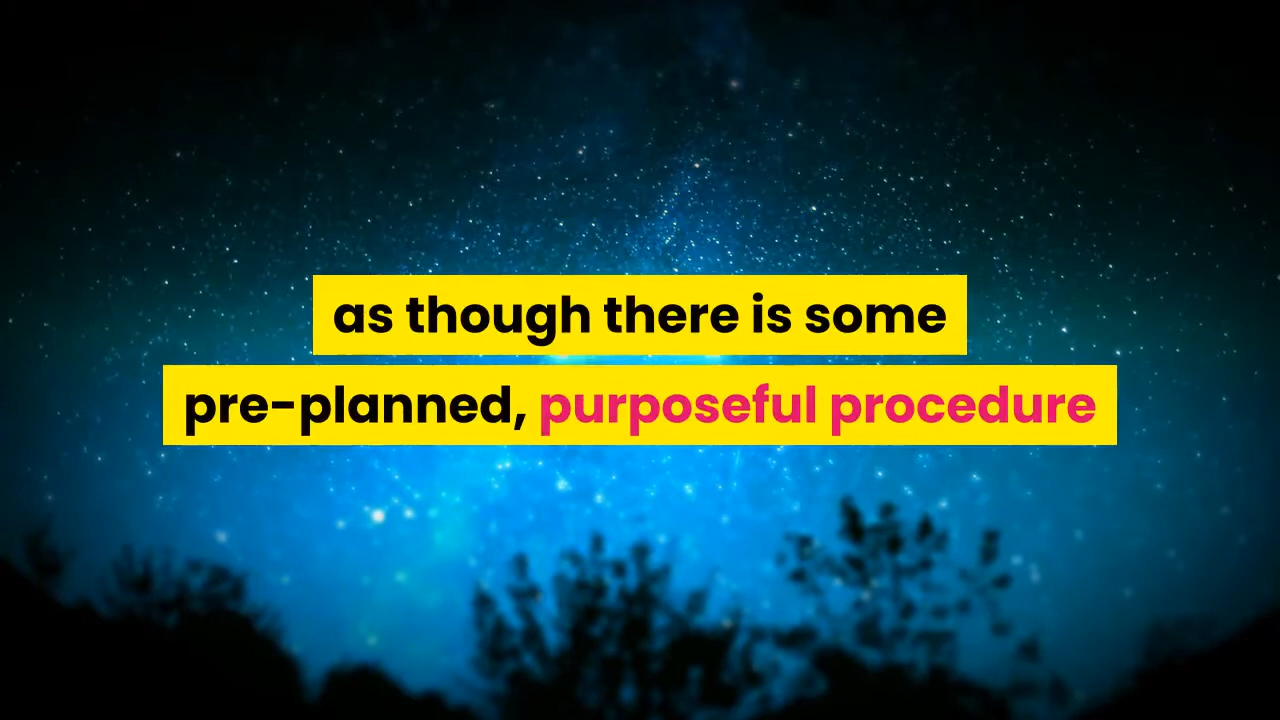 as though there is some
pre-planned, purposeful procedure